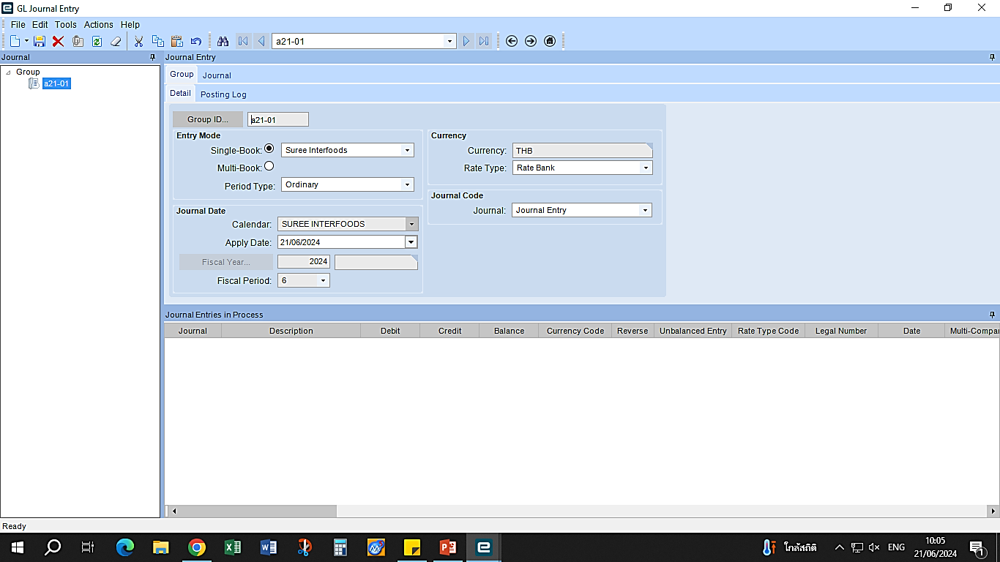 GL Journal Entry
File Edit Tools Actions Help
a21-01
Journal
Group
a21-01
Journal Entry
Group Journal
Detail Posting Log
Group ID... a21-01
Entry Mode
Single-Book: Suree Interfoods
Multi-Book:
Period Type: Ordinary
Currency
Currency: THB
Rate Type: Rate Bank
Journal Code
Journal: Journal Entry
Journal Date
Calendar: SUREE INTERFOODS
Apply Date: 21/06/2024
Fiscal Year... 2024
Fiscal Period: 6
Journal Entries in Process
Journal Description Debit Credit Balance Currency Code Reverse Unbalanced Entry Rate Type Code Legal Number Date Multi-Compar
Ready
ใกล้สถิติ ENG 10:05
21/06/2024
1